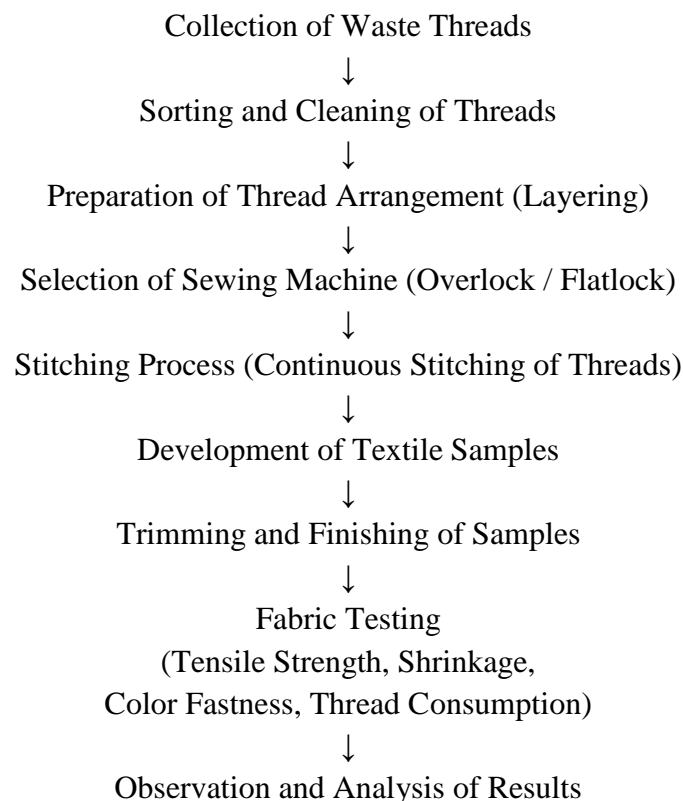 Collection of Waste Threads
↓
Sorting and Cleaning of Threads
↓
Preparation of Thread Arrangement (Layering)
↓
Selection of Sewing Machine (Overlock / Flatlock)
↓
Stitching Process (Continuous Stitching of Threads)
↓
Development of Textile Samples
↓
Trimming and Finishing of Samples
↓
Fabric Testing
(Tensile Strength, Shrinkage,
Color Fastness, Thread Consumption)
↓
Observation and Analysis of Results